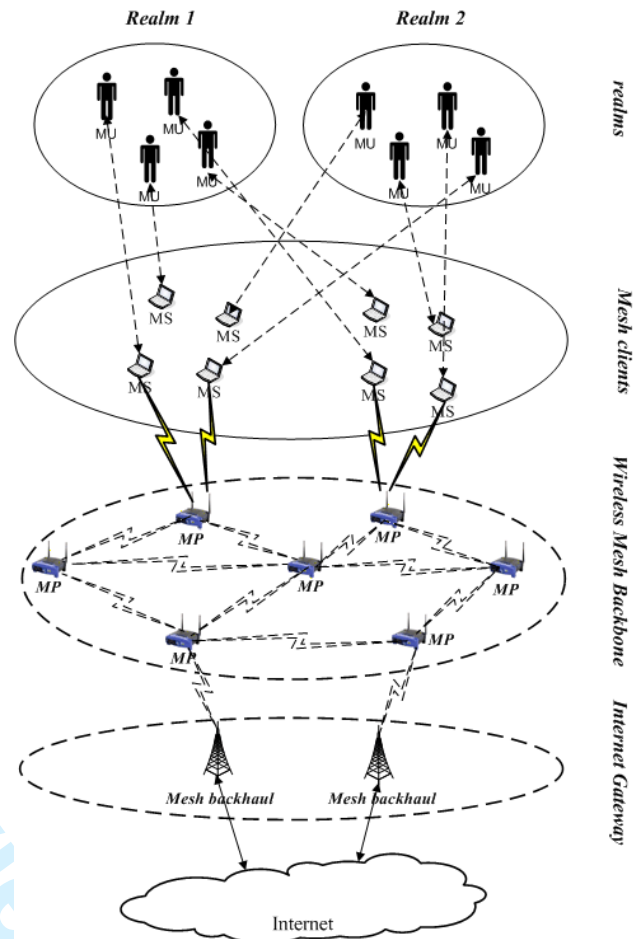 Realm 1 Realm 2
realms
MU MU MU MU
MU MU MU MU
Mesh clients
MS MS MS MS
MS MS MS MS
Wireless Mesh Backbone
MP MP
MP MP MP
MP MP
Internet Gateway
Mesh backhaul Mesh backhaul
Internet